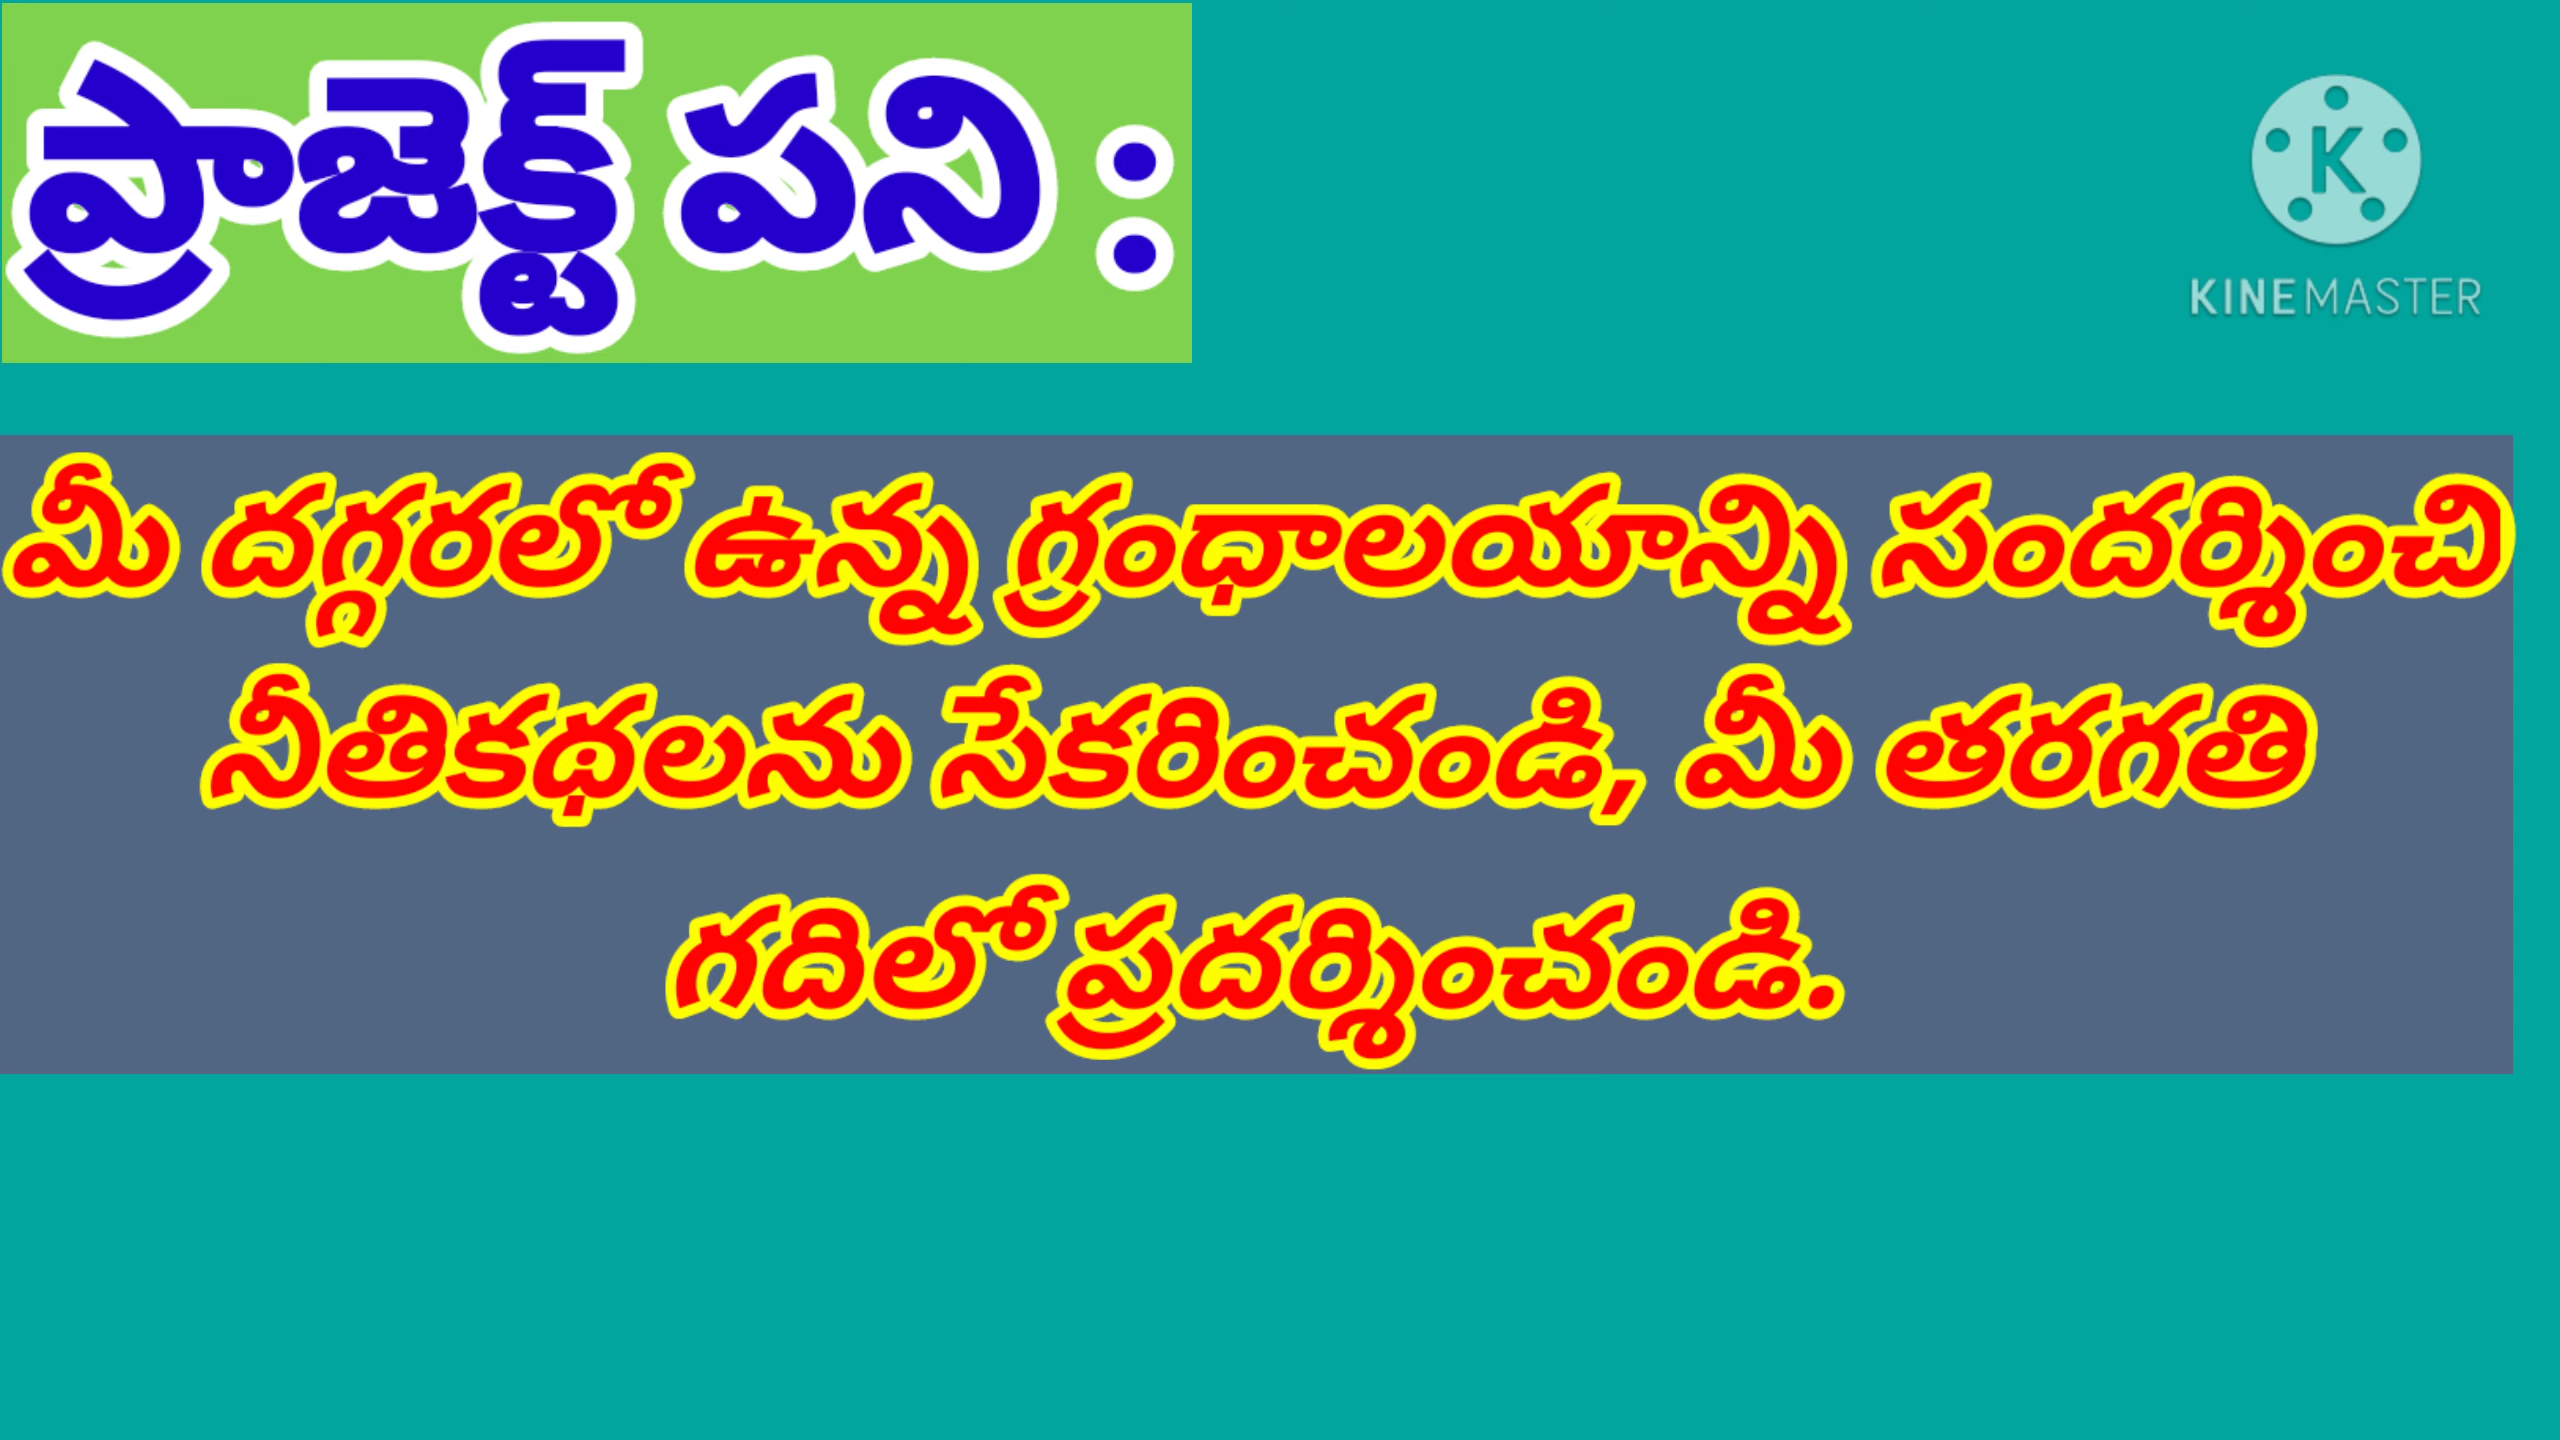 ప్రాజెక్ట్ పని :
KINEMASTER
మీ దగ్గరలో ఉన్న గ్రంధాలయాన్ని సందర్శించి
నీతికథలను సేకరించండి, మీ తరగతి
గదిలో ప్రదర్శించండి.